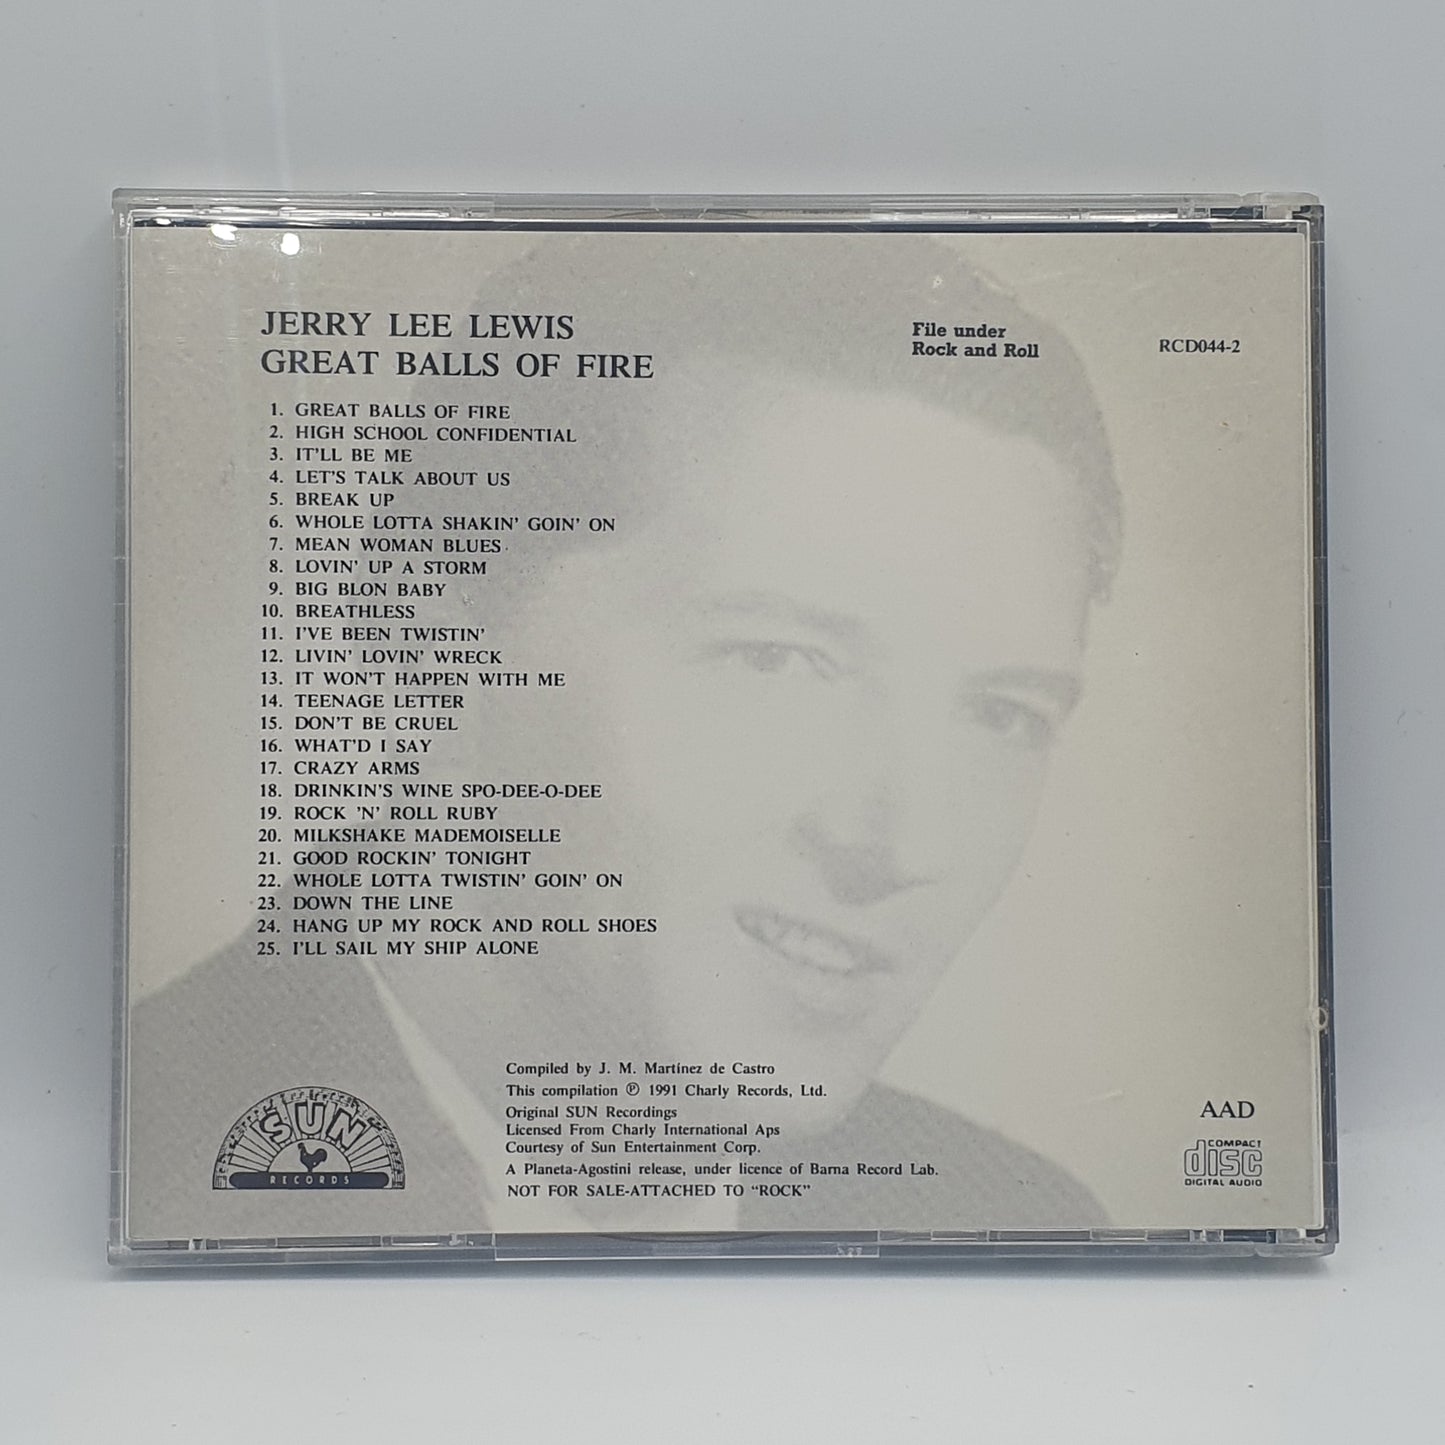 JERRY LEE LEWIS
GREAT BALLS OF FIRE
File under
Rock and Roll
RCD044-2
1. GREAT BALLS OF FIRE
2. HIGH SCHOOL CONFIDENTIAL
3. IT'LL BE ME
4. LET'S TALK ABOUT US
5. BREAK UP
6. WHOLE LOTTA SHAKIN' GOIN' ON
7. MEAN WOMAN BLUES
8. LOVIN' UP A STORM
9. BIG BLON BABY
10. BREATHLESS
11. I'VE BEEN TWISTIN'
12. LIVIN' LOVIN' WRECK
13. IT WON'T HAPPEN WITH ME
14. TEENAGE LETTER
15. DON'T BE CRUEL
16. WHAT'D I SAY
17. CRAZY ARMS
18. DRINKIN'S WINE SPO-DEE-O-DEE
19. ROCK 'N' ROLL RUBY
20. MILKSHAKE MADEMOISELLE
21. GOOD ROCKIN' TONIGHT
22. WHOLE LOTTA TWISTIN' GOIN' ON
23. DOWN THE LINE
24. HANG UP MY ROCK AND ROLL SHOES
25. I'LL SAIL MY SHIP ALONE
SUN
RECORDS
Compiled by J. M. Martínez de Castro
This compilation ℗ 1991 Charly Records, Ltd.
Original SUN Recordings
Licensed From Charly International Aps
Courtesy of Sun Entertainment Corp.
A Planeta-Agostini release, under licence of Barna Record Lab.
NOT FOR SALE-ATTACHED TO "ROCK"
AAD
COMPACT
disc
DIGITAL AUDIO